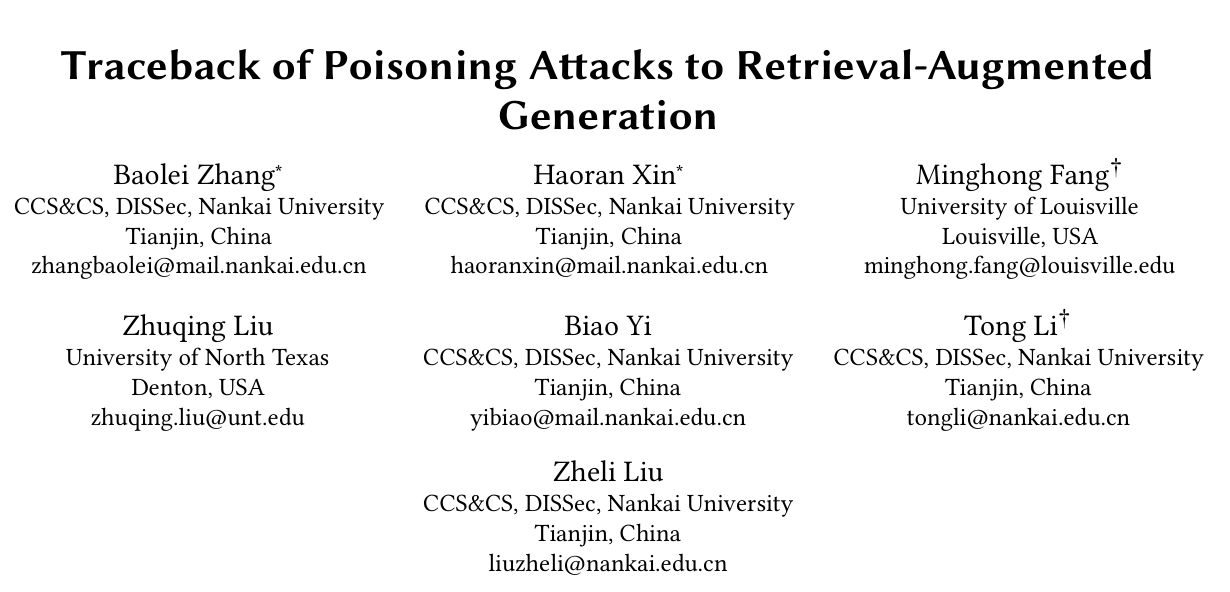 Traceback of Poisoning Attacks to Retrieval-Augmented
Generation
Baolei Zhang*
CCS&CS, DISSec, Nankai University
Tianjin, China
zhangbaolei@mail.nankai.edu.cn
Haoran Xin*
CCS&CS, DISSec, Nankai University
Tianjin, China
haoranxin@mail.nankai.edu.cn
Minghong Fang†
University of Louisville
Louisville, USA
minghong.fang@louisville.edu
Zhuqing Liu
University of North Texas
Denton, USA
zhuqing.liu@unt.edu
Biao Yi
CCS&CS, DISSec, Nankai University
Tianjin, China
yibiao@mail.nankai.edu.cn
Tong Li†
CCS&CS, DISSec, Nankai University
Tianjin, China
tongli@nankai.edu.cn
Zheli Liu
CCS&CS, DISSec, Nankai University
Tianjin, China
liuzheli@nankai.edu.cn